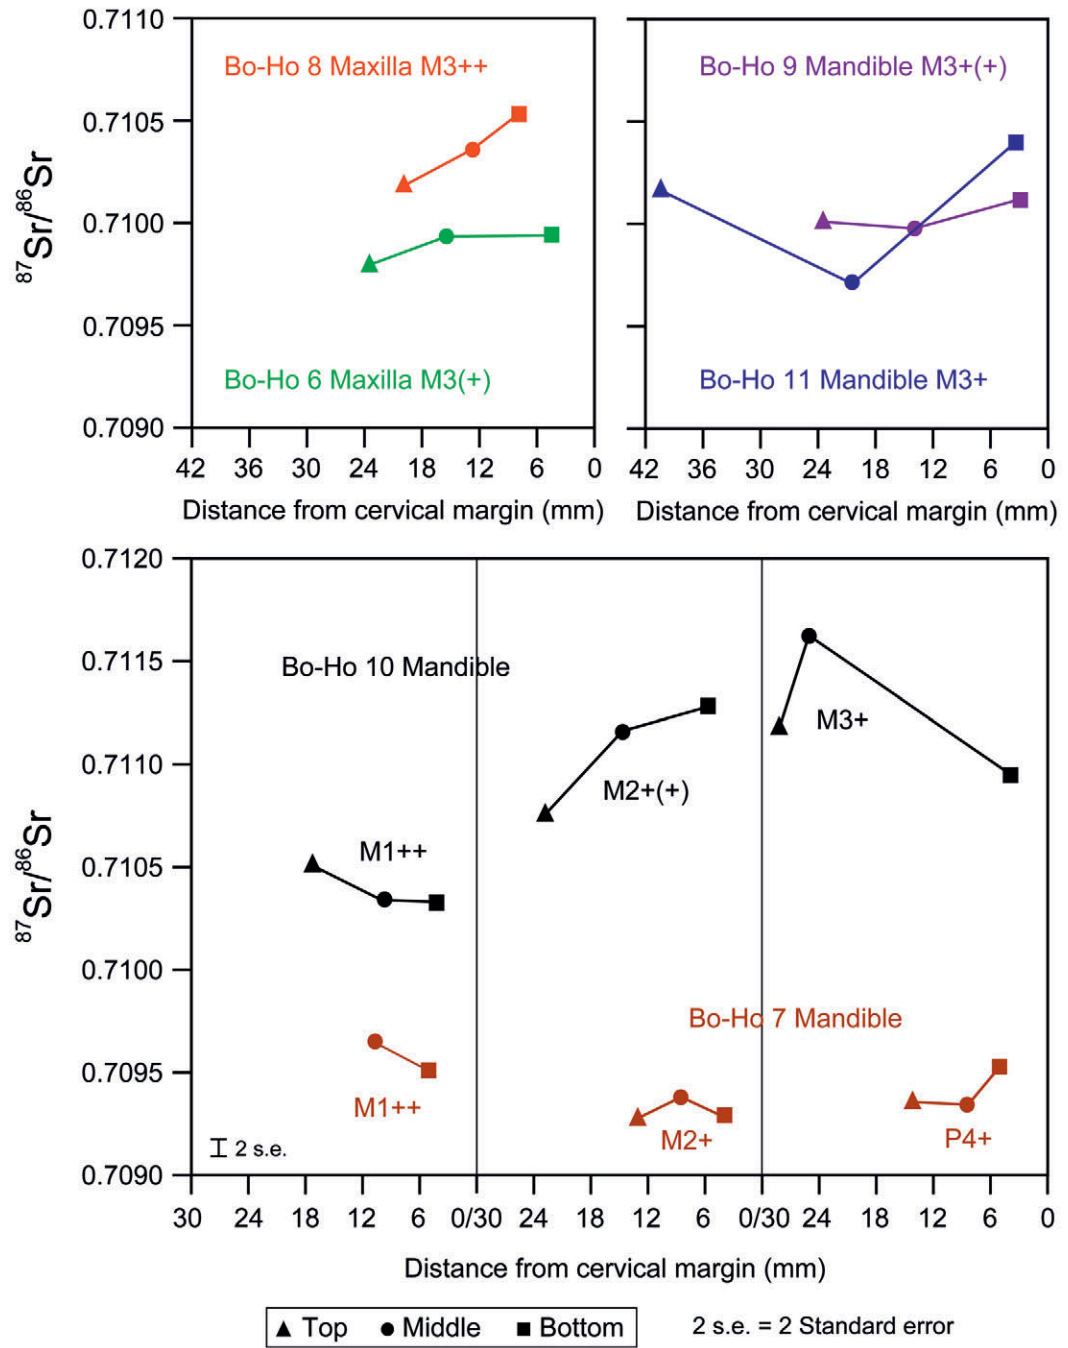 0.7110
0.7105
0.7100
0.7095
0.7090
87Sr/86Sr
Bo-Ho 8 Maxilla M3++
Bo-Ho 6 Maxilla M3(+)
42 36 30 24 18 12 6 0
Distance from cervical margin (mm)
Bo-Ho 9 Mandible M3+(+)
Bo-Ho 11 Mandible M3+
42 36 30 24 18 12 6 0
Distance from cervical margin (mm)
0.7120
0.7115
0.7110
0.7105
0.7100
0.7095
0.7090
87Sr/86Sr
Bo-Ho 10 Mandible
M3+
M2+(+)
M1++
Bo-Ho 7 Mandible
M1++
M2+
P4+
2 s.e.
30 24 18 12 6 0/30 24 18 12 6 0/30 24 18 12 6 0
Distance from cervical margin (mm)
Top Middle Bottom 2 s.e. = 2 Standard error